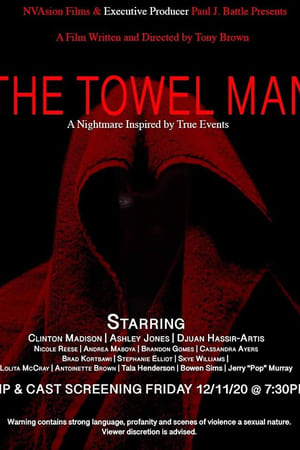 NVAsion Films & Executive Producer Paul J. Battle Presents
A Film Written and Directed by Tony Brown
THE TOWEL MAN
A Nightmare Inspired by True Events
STARRING
CLINTON MADISON | ASHLEY JONES | DJUAN HASSIR-ARTIS
NICOLE REESE | ANDREA MABOYA | BRANDON GOMES | CASSANDRA AYERS
BRAD KORTBAWI | STEPHANIE ELLIOT | SKYE WILLIAMS |
LOLITA MCCRAY | ANTOINETTE BROWN | Tala Henderson | Bowen Sims | Jerry "Pop" Murray
IP & CAST SCREENING FRIDAY 12/11/20 @ 7:30PM
Warning contains strong language, profanity and scenes of violence a sexual nature.
Viewer discretion is advised.